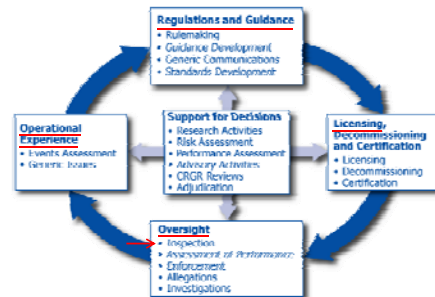 Regulations and Guidance
• Rulemaking
• Guidance Development
• Generic Communications
• Standards Development
Operational
Experience
• Events Assessment
• Generic Issues
Support for Decisions
• Research Activities
• Risk Assessment
• Performance Assessment
• Advisory Activities
• CRGR Reviews
• Adjudication
Licensing,
Decommissioning
and Certification
• Licensing
• Decommissioning
• Certification
Oversight
• Inspection
• Assessment of Performance
• Enforcement
• Allegations
• Investigations